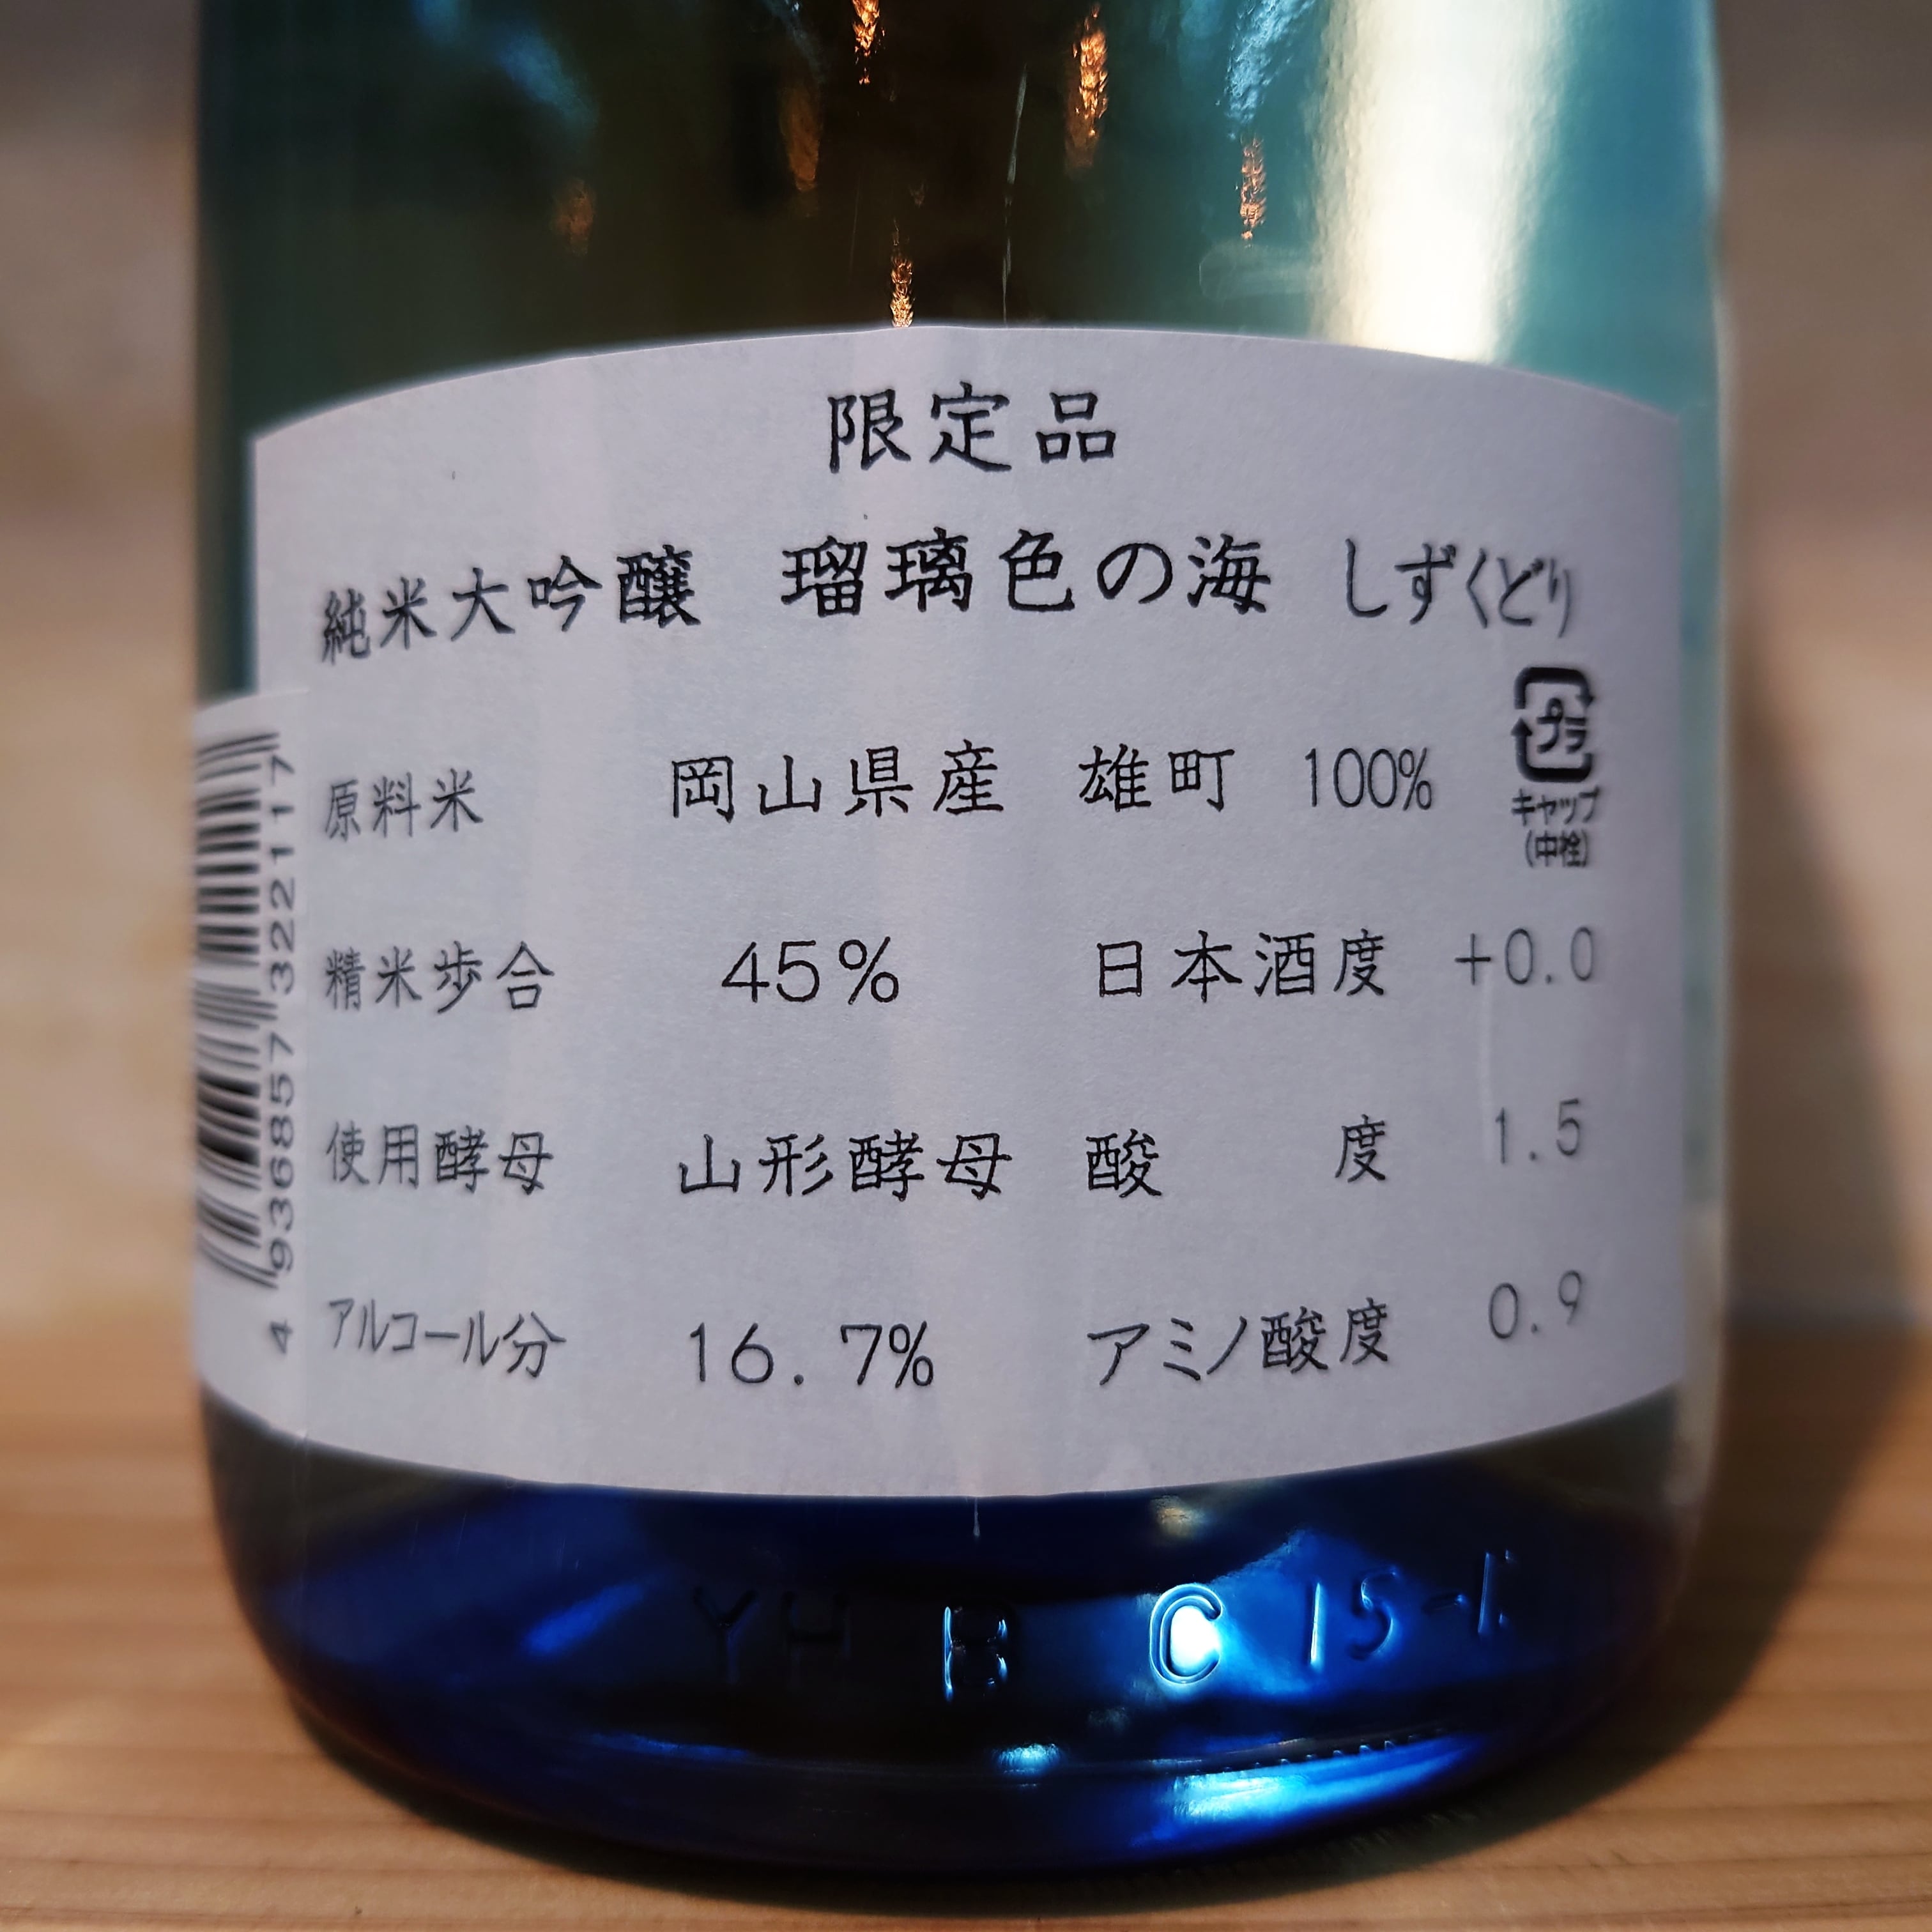 限定品
純米大吟醸 瑠璃色の海 しずくどり
原料米 岡山県産 雄町 100%
プラ
キャップ
(中栓)
精米歩合 45% 日本酒度 +0.0
使用酵母 山形酵母 酸 度 1.5
アルコール分 16.7% アミノ酸度 0.9
4 936857 322117
YH B C 15-